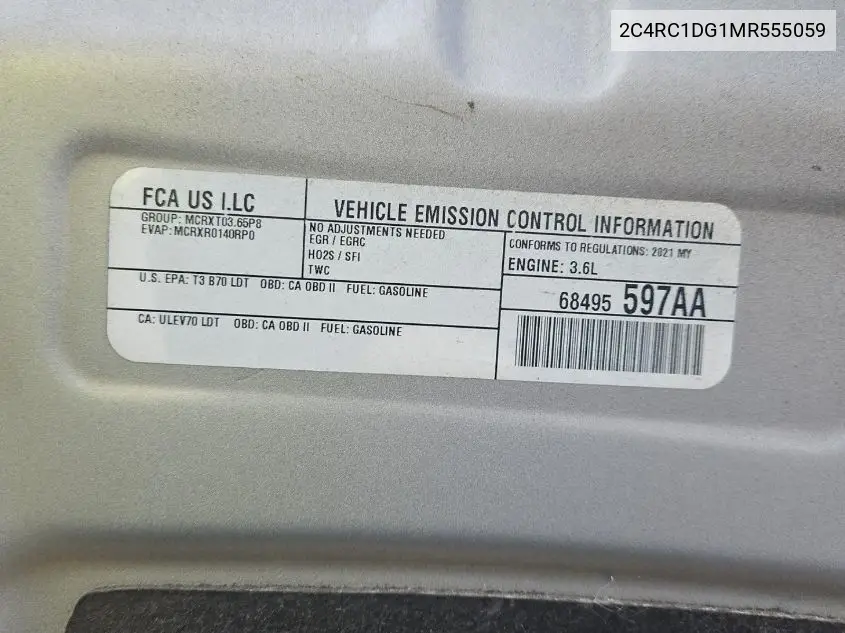 2C4RC1DG1MR555059
FCA US LLC
GROUP: MCRXT03.65P8
EVAP: MCRXR0140RP0
VEHICLE EMISSION CONTROL INFORMATION
NO ADJUSTMENTS NEEDED
EGR / EGRC
HO2S / SFI
TWC
CONFORMS TO REGULATIONS: 2021 MY
ENGINE: 3.6L
U.S. EPA: T3 B70 LDT OBD: CA OBD II FUEL: GASOLINE
CA: ULEV70 LDT OBD: CA OBD II FUEL: GASOLINE
68495 597AA